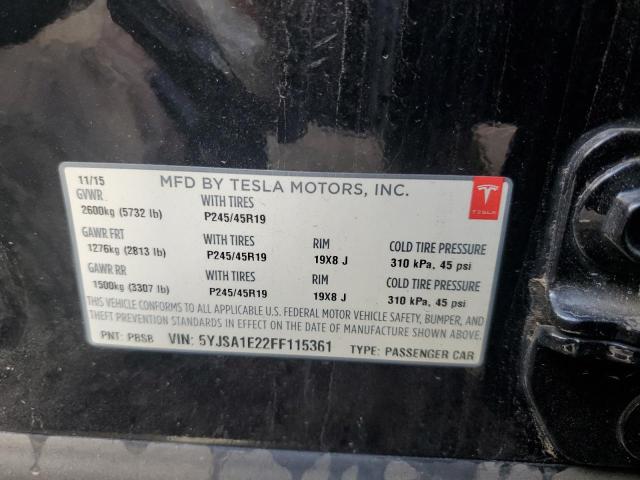 11/15 MFD BY TESLA MOTORS, INC.
GVWR WITH TIRES
2600kg (5732 lb) P245/45R19
GAWR FRT WITH TIRES RIM COLD TIRE PRESSURE
1276kg (2813 lb) P245/45R19 19X8 J 310 kPa, 45 psi
GAWR RR WITH TIRES RIM COLD TIRE PRESSURE
1500kg (3307 lb) P245/45R19 19X8 J 310 kPa, 45 psi
THIS VEHICLE CONFORMS TO ALL APPLICABLE U.S. FEDERAL MOTOR VEHICLE SAFETY, BUMPER, AND
THEFT PREVENTION STANDARDS IN EFFECT ON THE DATE OF MANUFACTURE SHOWN ABOVE.
PNT: PBSB VIN: 5YJSA1E22FF115361 TYPE: PASSENGER CAR
TESLA